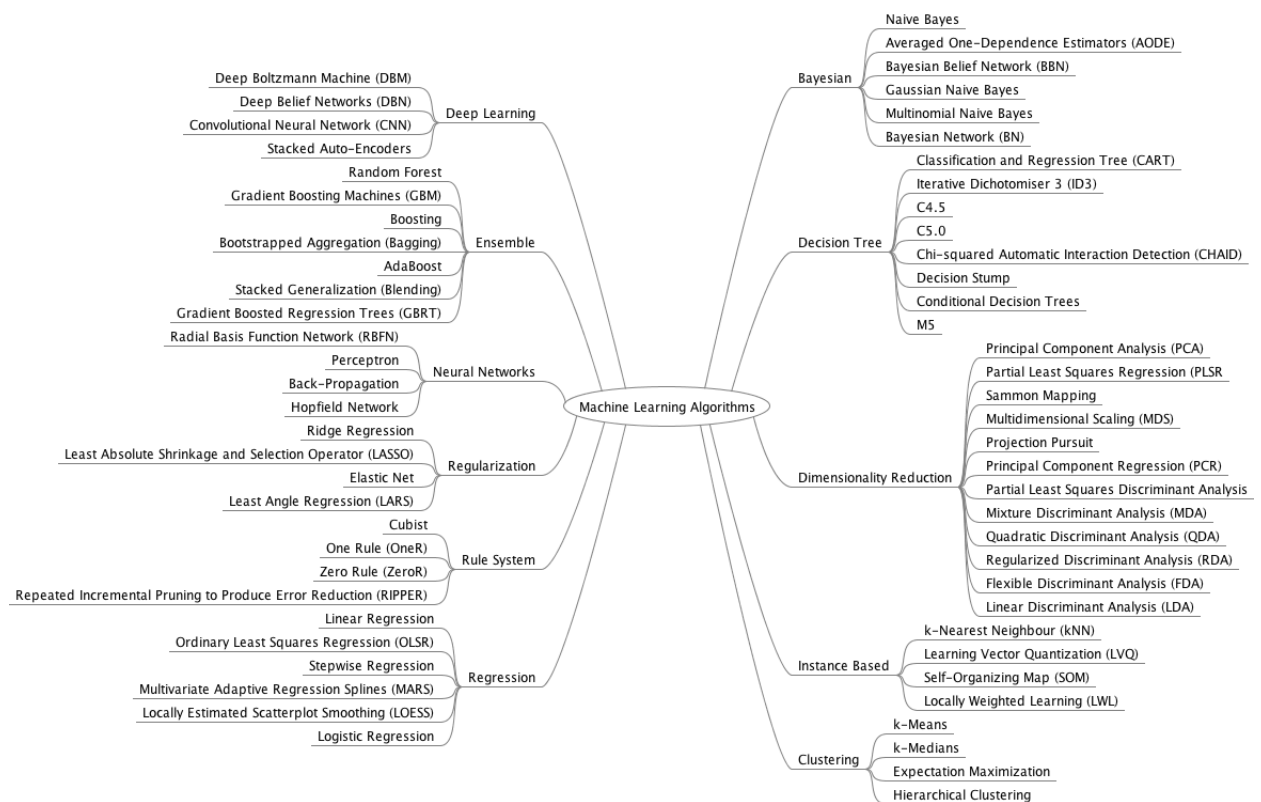 Machine Learning Algorithms
Deep Learning
Deep Boltzmann Machine (DBM)
Deep Belief Networks (DBN)
Convolutional Neural Network (CNN)
Stacked Auto-Encoders
Ensemble
Random Forest
Gradient Boosting Machines (GBM)
Boosting
Bootstrapped Aggregation (Bagging)
AdaBoost
Stacked Generalization (Blending)
Gradient Boosted Regression Trees (GBRT)
Neural Networks
Radial Basis Function Network (RBFN)
Perceptron
Back-Propagation
Hopfield Network
Regularization
Ridge Regression
Least Absolute Shrinkage and Selection Operator (LASSO)
Elastic Net
Least Angle Regression (LARS)
Rule System
Cubist
One Rule (OneR)
Zero Rule (ZeroR)
Repeated Incremental Pruning to Produce Error Reduction (RIPPER)
Regression
Linear Regression
Ordinary Least Squares Regression (OLSR)
Stepwise Regression
Multivariate Adaptive Regression Splines (MARS)
Locally Estimated Scatterplot Smoothing (LOESS)
Logistic Regression
Bayesian
Naive Bayes
Averaged One-Dependence Estimators (AODE)
Bayesian Belief Network (BBN)
Gaussian Naive Bayes
Multinomial Naive Bayes
Bayesian Network (BN)
Decision Tree
Classification and Regression Tree (CART)
Iterative Dichotomiser 3 (ID3)
C4.5
C5.0
Chi-squared Automatic Interaction Detection (CHAID)
Decision Stump
Conditional Decision Trees
M5
Dimensionality Reduction
Principal Component Analysis (PCA)
Partial Least Squares Regression (PLSR
Sammon Mapping
Multidimensional Scaling (MDS)
Projection Pursuit
Principal Component Regression (PCR)
Partial Least Squares Discriminant Analysis
Mixture Discriminant Analysis (MDA)
Quadratic Discriminant Analysis (QDA)
Regularized Discriminant Analysis (RDA)
Flexible Discriminant Analysis (FDA)
Linear Discriminant Analysis (LDA)
Instance Based
k-Nearest Neighbour (kNN)
Learning Vector Quantization (LVQ)
Self-Organizing Map (SOM)
Locally Weighted Learning (LWL)
Clustering
k-Means
k-Medians
Expectation Maximization
Hierarchical Clustering